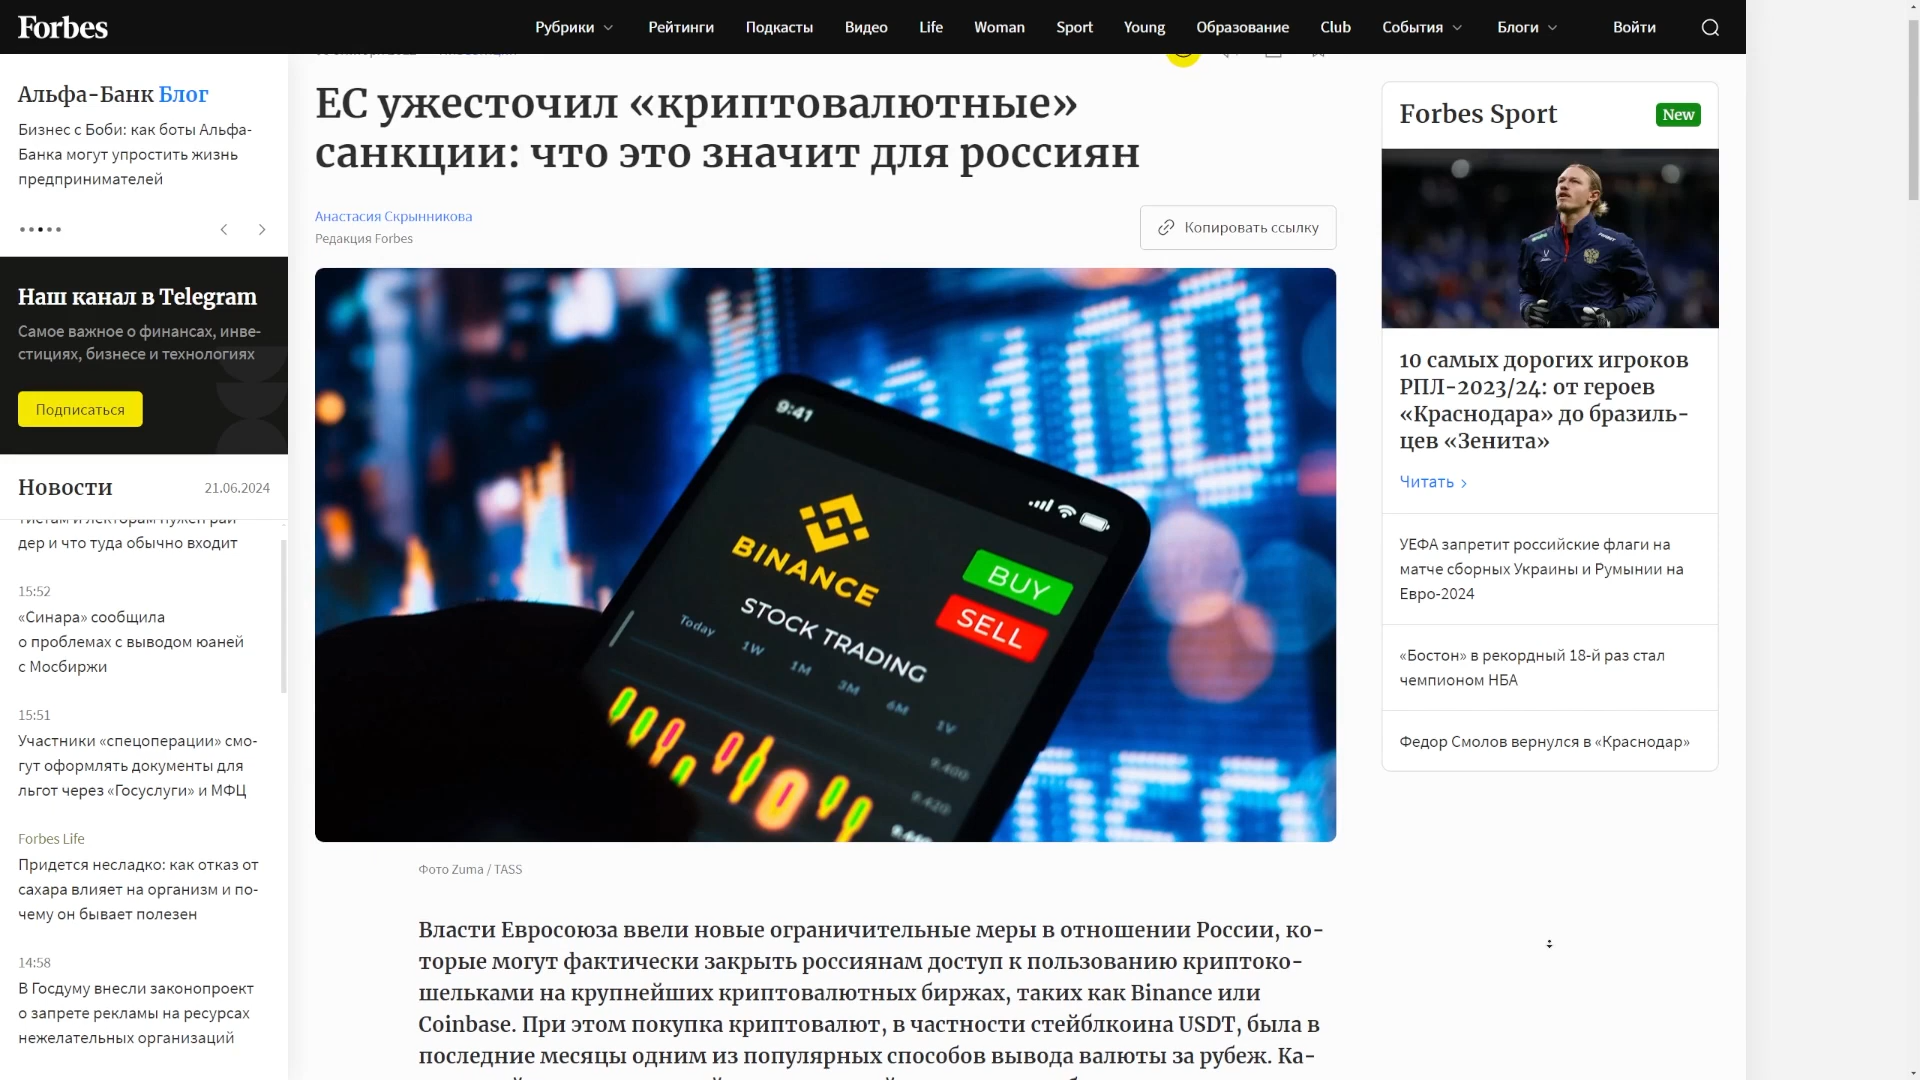 Forbes
Рубрики
Рейтинги
Подкасты
Видео
Life
Woman
Sport
Young
Образование
Club
События
Блоги
Войти
Альфа-Банк Блог
Бизнес с Боби: как боты Альфа-
Банка могут упростить жизнь
предпринимателей
Наш канал в Telegram
Самое важное о финансах, инве-
стициях, бизнесе и технологиях
Подписаться
Новости
21.06.2024
дер и что туда обычно входит
15:52
«Синара» сообщила
о проблемах с выводом юаней
с Мосбиржи
15:51
Участники «спецоперации» смо-
гут оформлять документы для
льгот через «Госуслуги» и МФЦ
Forbes Life
Придется несладко: как отказ от
сахара влияет на организм и по-
чему он бывает полезен
14:58
В Госдуму внесли законопроект
о запрете рекламы на ресурсах
нежелательных организаций
ЕС ужесточил «криптовалютные»
санкции: что это значит для россиян
Анастасия Скрынникова
Редакция Forbes
Копировать ссылку
9:41
BINANCE
STOCK TRADING
BUY
SELL
Today
1W
1M
3M
6M
1V
9.400
9.420
100
Фото Zuma / TASS
Власти Евросоюза ввели новые ограничительные меры в отношении России, ко-
торые могут фактически закрыть россиянам доступ к пользованию криптоко-
шельками на крупнейших криптовалютных биржах, таких как Binance или
Coinbase. При этом покупка криптовалют, в частности стейблкоина USDT, была в
последние месяцы одним из популярных способов вывода валюты за рубеж. Ка-
Forbes Sport
New
10 самых дорогих игроков
РПЛ-2023/24: от героев
«Краснодара» до бразиль-
цев «Зенита»
Читать
УЕФА запретит российские флаги на
матче сборных Украины и Румынии на
Евро-2024
«Бостон» в рекордный 18-й раз стал
чемпионом НБА
Федор Смолов вернулся в «Краснодар»